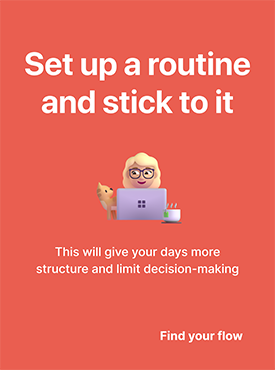 Set up a routine
and stick to it
This will give your days more
structure and limit decision-making
Find your flow